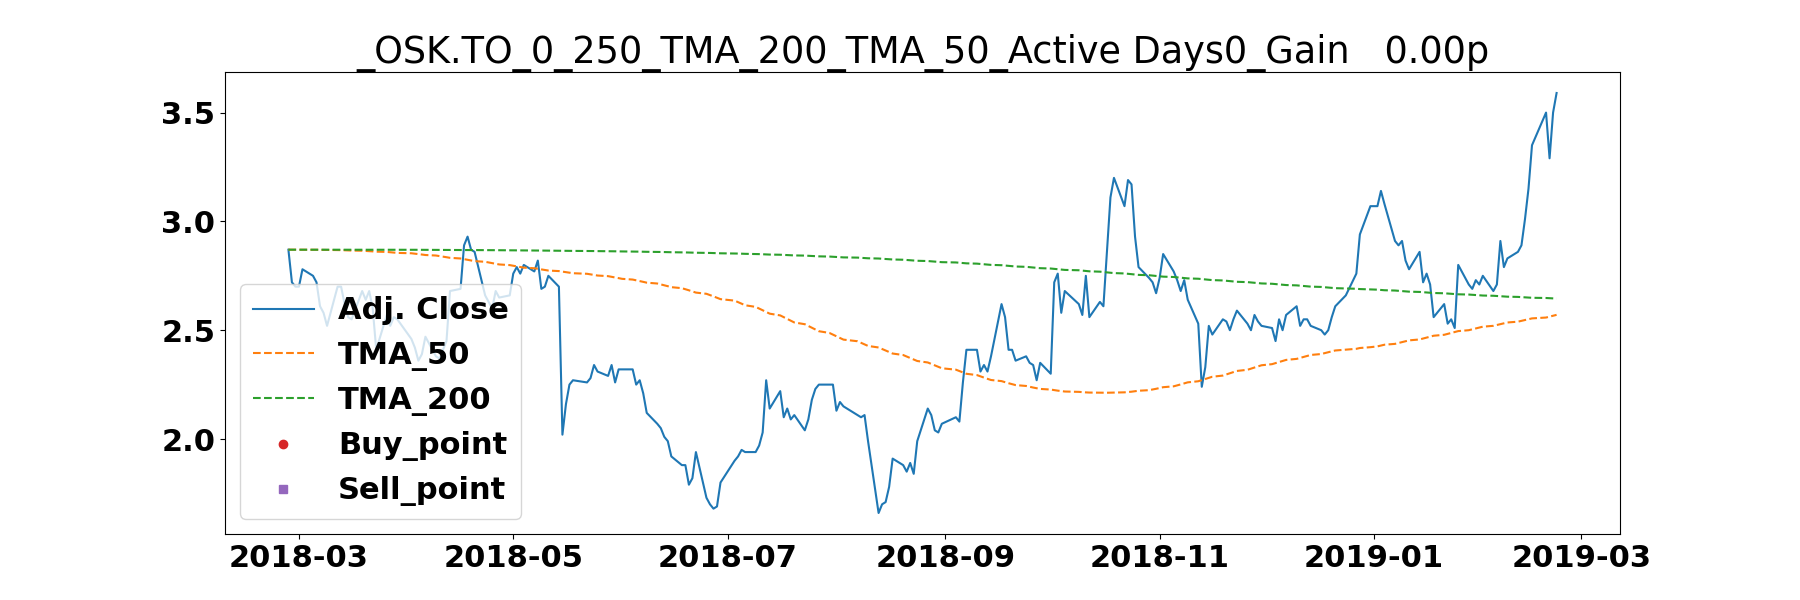 _OSK.TO_0_250_TMA_200_TMA_50_Active Days0_Gain   0.00p
3.5
3.0
2.5
2.0
Adj. Close
TMA_50
TMA_200
Buy_point
Sell_point
2018-03 2018-05 2018-07 2018-09 2018-11 2019-01 2019-03